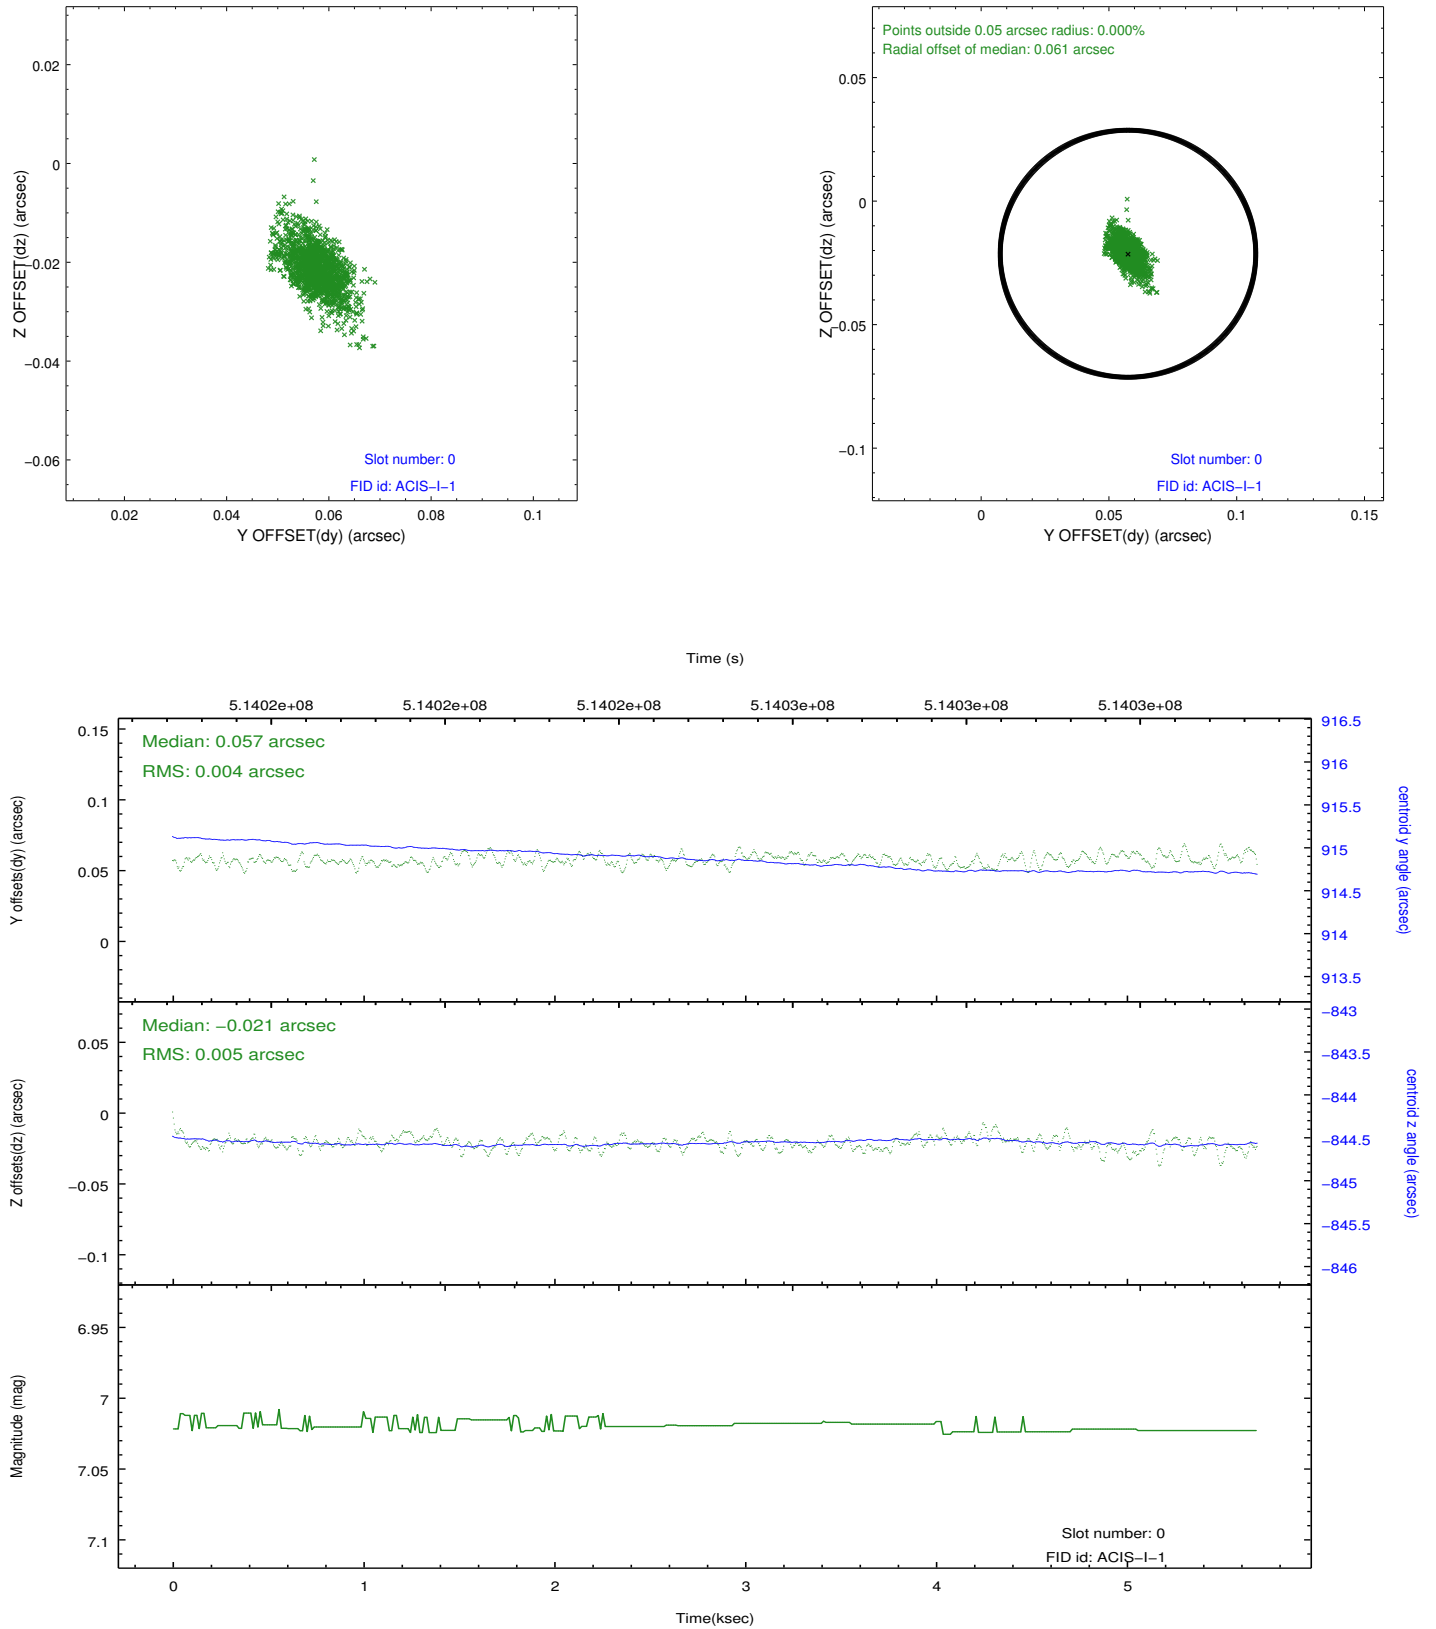 0.02
0
−0.02
−0.04
−0.06
Z OFFSET(dz) (arcsec)
Slot number: 0
FID id: ACIS−I−1
0.02 0.04 0.06 0.08 0.1
Y OFFSET(dy) (arcsec)
Points outside 0.05 arcsec radius: 0.000%
Radial offset of median: 0.061 arcsec
0.05
0
−0.05
−0.1
Z OFFSET(dz) (arcsec)
Slot number: 0
FID id: ACIS−I−1
0 0.05 0.1 0.15
Y OFFSET(dy) (arcsec)
Time (s)
5.1402e+08 5.1402e+08 5.1402e+08 5.1403e+08 5.1403e+08 5.1403e+08
Median: 0.057 arcsec
RMS: 0.004 arcsec
0.15
0.1
0.05
0
Y offsets(dy) (arcsec)
916.5
916
915.5
915
914.5
914
913.5
centroid y angle (arcsec)
Median: −0.021 arcsec
RMS: 0.005 arcsec
0.05
0
−0.05
−0.1
Z offsets(dz) (arcsec)
−843
−843.5
−844
−844.5
−845
−845.5
−846
centroid z angle (arcsec)
6.95
7
7.05
7.1
Magnitude (mag)
Slot number: 0
FID id: ACIS−I−1
0 1 2 3 4 5
Time(ksec)